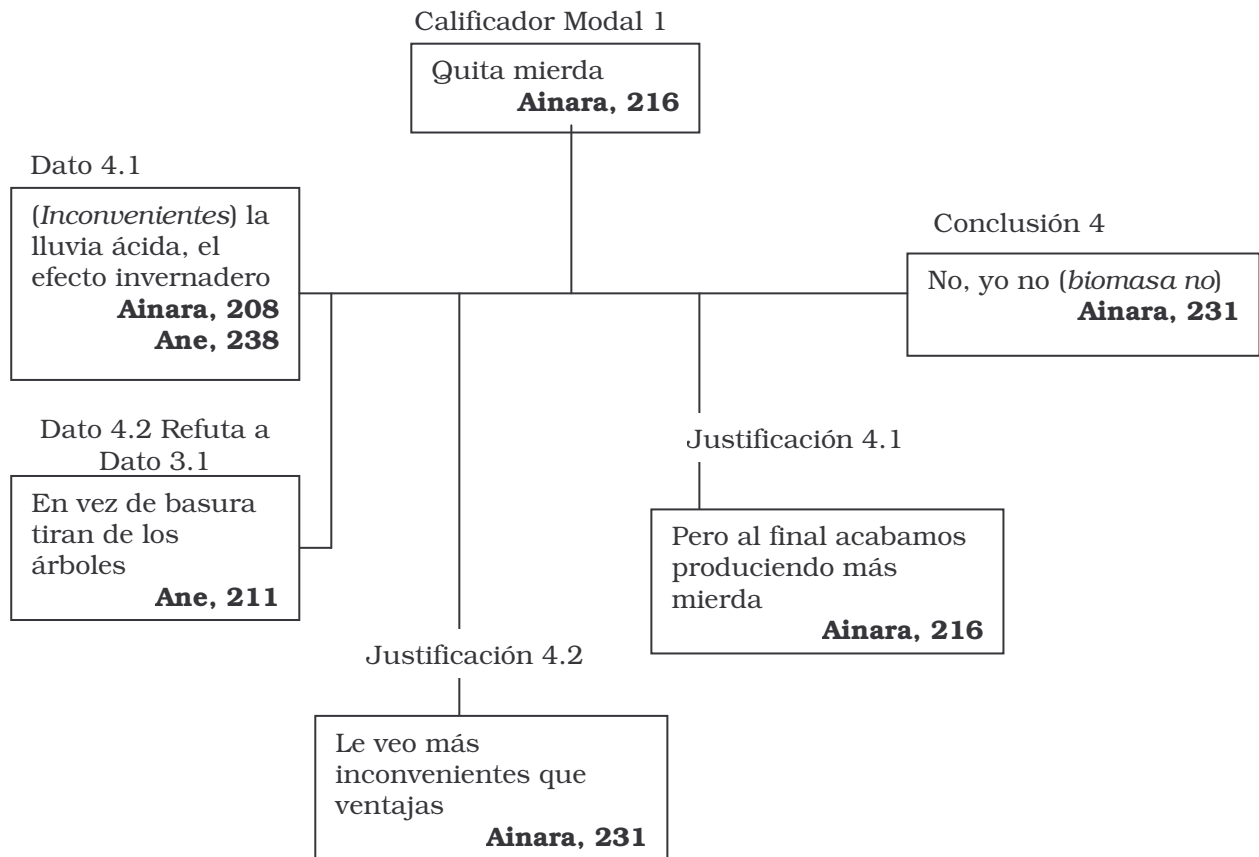 Calificador Modal 1
Quita mierda
Ainara, 216
Dato 4.1
(Inconvenientes) la
lluvia ácida, el
efecto invernadero
Ainara, 208
Ane, 238
Conclusión 4
No, yo no (biomasa no)
Ainara, 231
Dato 4.2 Refuta a
Dato 3.1
En vez de basura
tiran de los
árboles
Ane, 211
Justificación 4.1
Pero al final acabamos
produciendo más
mierda
Ainara, 216
Justificación 4.2
Le veo más
inconvenientes que
ventajas
Ainara, 231